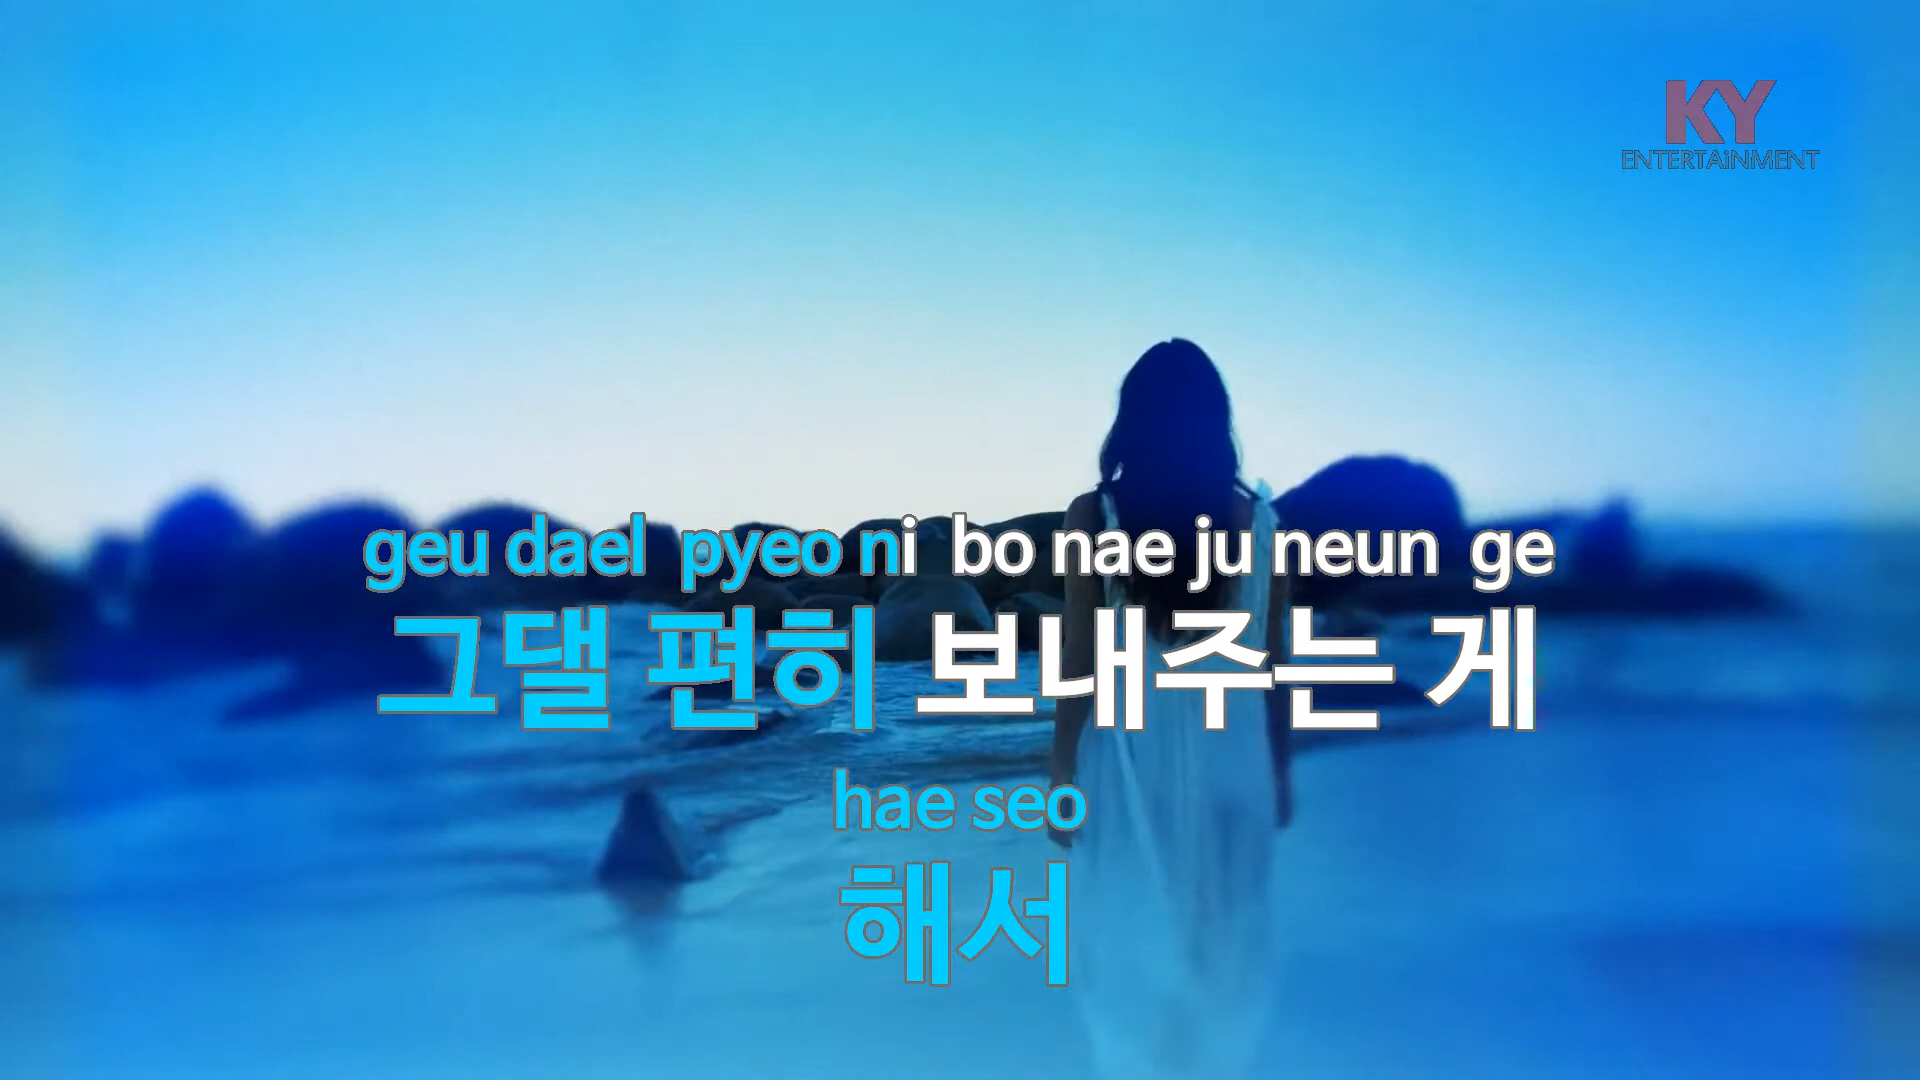 KY
ENTERTAiNMENT
geu dael pyeo ni bo nae ju neun ge
그댈 편히 보내주는 게
hae seo
해서